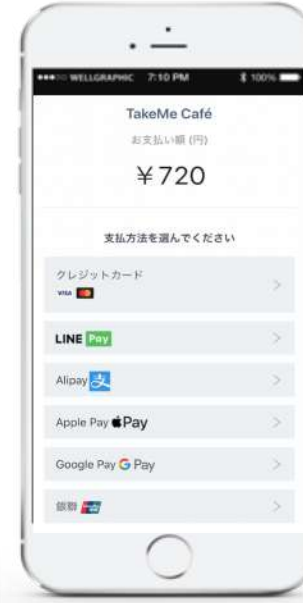 WELLGRAPHIC 7:10 PM 100%
TakeMe Café
お支払い額 (円)
¥720
支払方法を選んでください
クレジットカード
VISA
LINE Pay
Alipay 支
Apple Pay Pay
Google Pay G Pay
銀聯